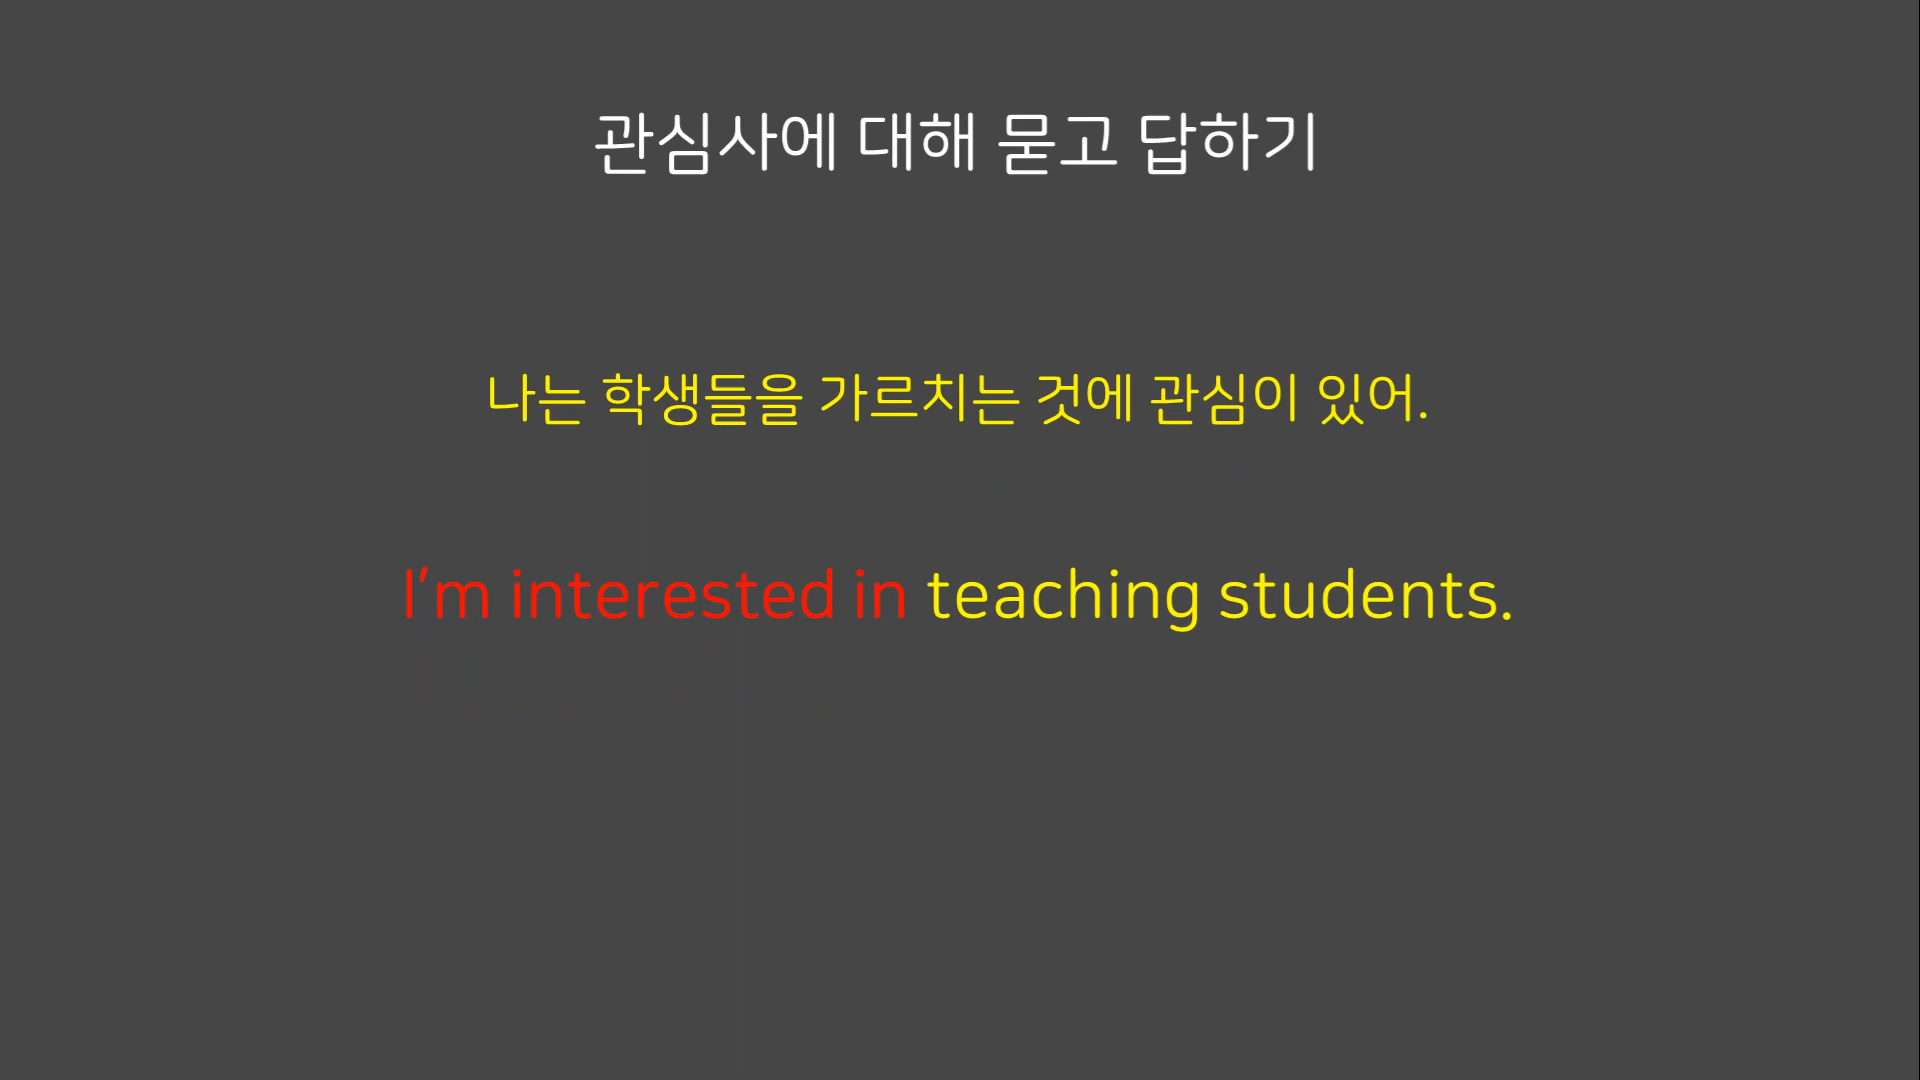 관심사에 대해 묻고 답하기
나는 학생들을 가르치는 것에 관심이 있어.
I'm interested in teaching students.